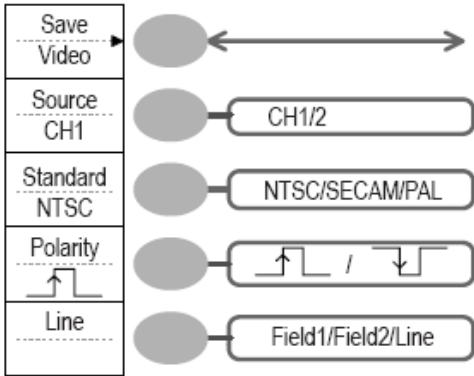 Save
Video
Source
CH1
CH1/2
Standard
NTSC
NTSC/SECAM/PAL
Polarity
/
Line
Field1/Field2/Line